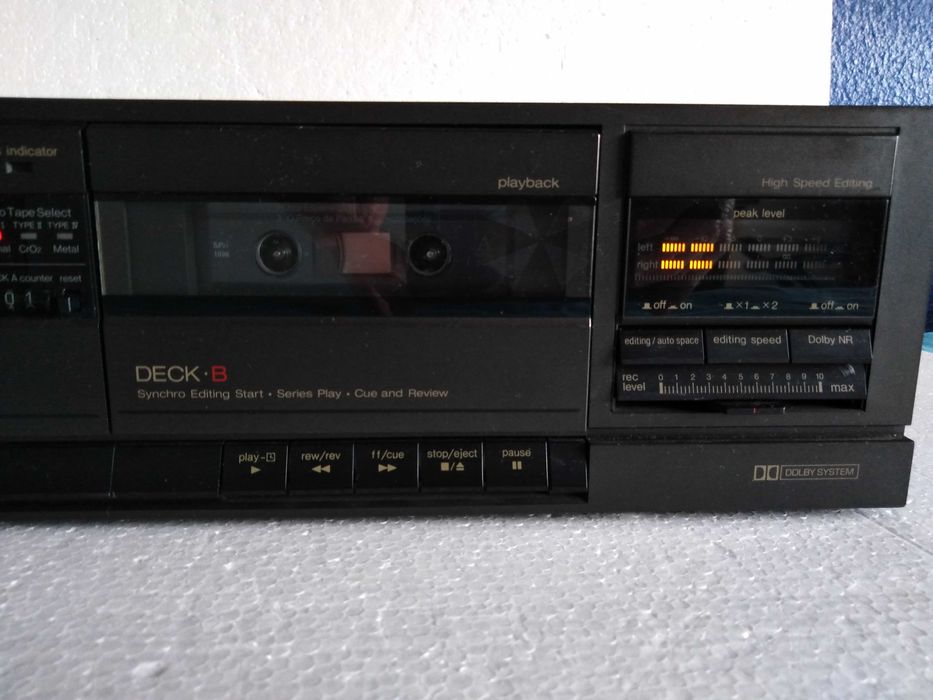 indicator
Tape Select
TYPE II TYPE IV
CrO2 Metal
A counter reset
0 1
playback
DECK·B
Synchro Editing Start • Series Play • Cue and Review
play-
rew/rev
ff/cue
stop/eject
pause
High Speed Editing
peak level
left
right
off on
×1 ×2
off on
editing/auto space
editing speed
Dolby NR
rec level
0 1 2 3 4 5 6 7 8 9 10
max
DOLBY SYSTEM